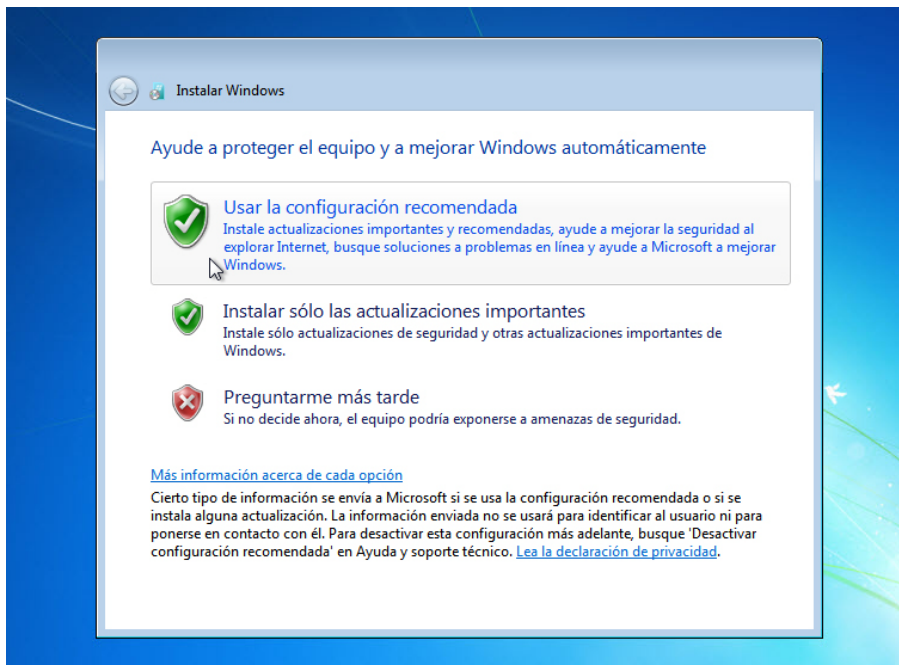 Instalar Windows
Ayude a proteger el equipo y a mejorar Windows automáticamente
Usar la configuración recomendada
Instale actualizaciones importantes y recomendadas, ayude a mejorar la seguridad al
explorar Internet, busque soluciones a problemas en línea y ayude a Microsoft a mejorar
Windows.
Instalar sólo las actualizaciones importantes
Instale sólo actualizaciones de seguridad y otras actualizaciones importantes de
Windows.
Preguntarme más tarde
Si no decide ahora, el equipo podría exponerse a amenazas de seguridad.
Más información acerca de cada opción
Cierto tipo de información se envía a Microsoft si se usa la configuración recomendada o si se
instala alguna actualización. La información enviada no se usará para identificar al usuario ni para
ponerse en contacto con él. Para desactivar esta configuración más adelante, busque 'Desactivar
configuración recomendada' en Ayuda y soporte técnico. Lea la declaración de privacidad.